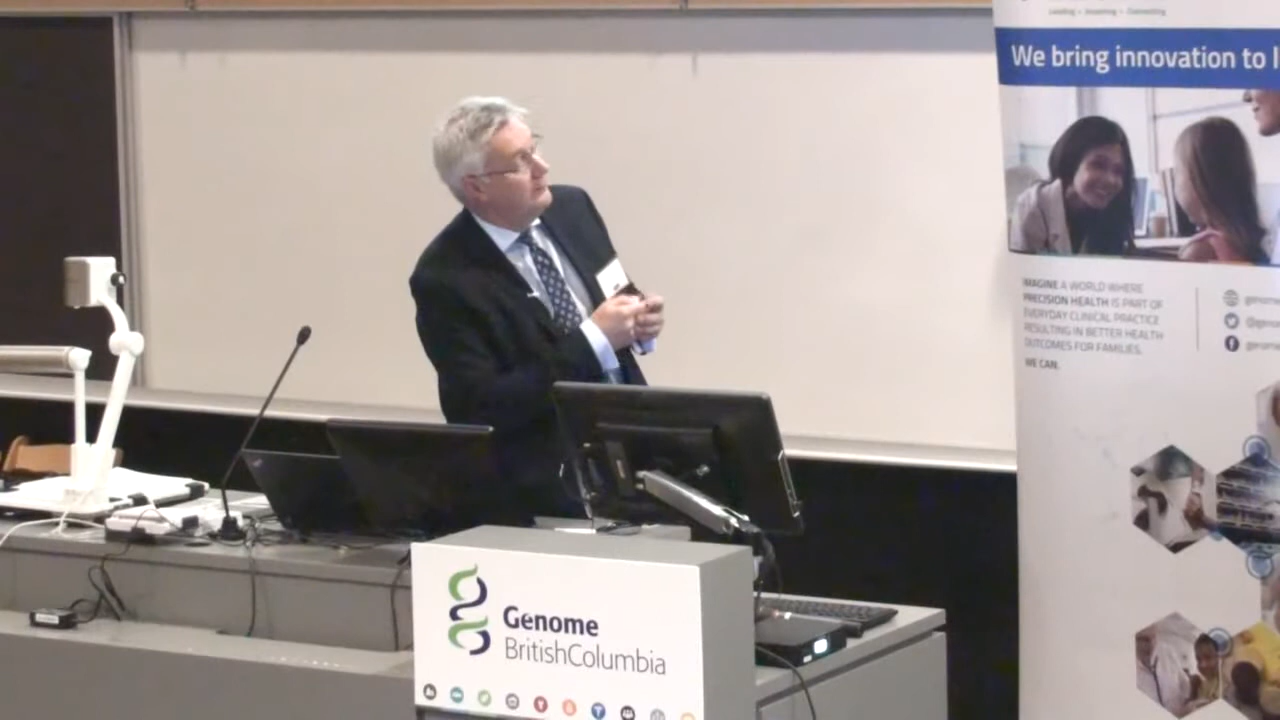 We bring innovation to l
IMAGINE A WORLD WHERE
PRECISION HEALTH IS PART OF
EVERYDAY CLINICAL PRACTICE
RESULTING IN BETTER HEALTH
OUTCOMES FOR FAMILIES.
WE CAN.
Genome
BritishColumbia